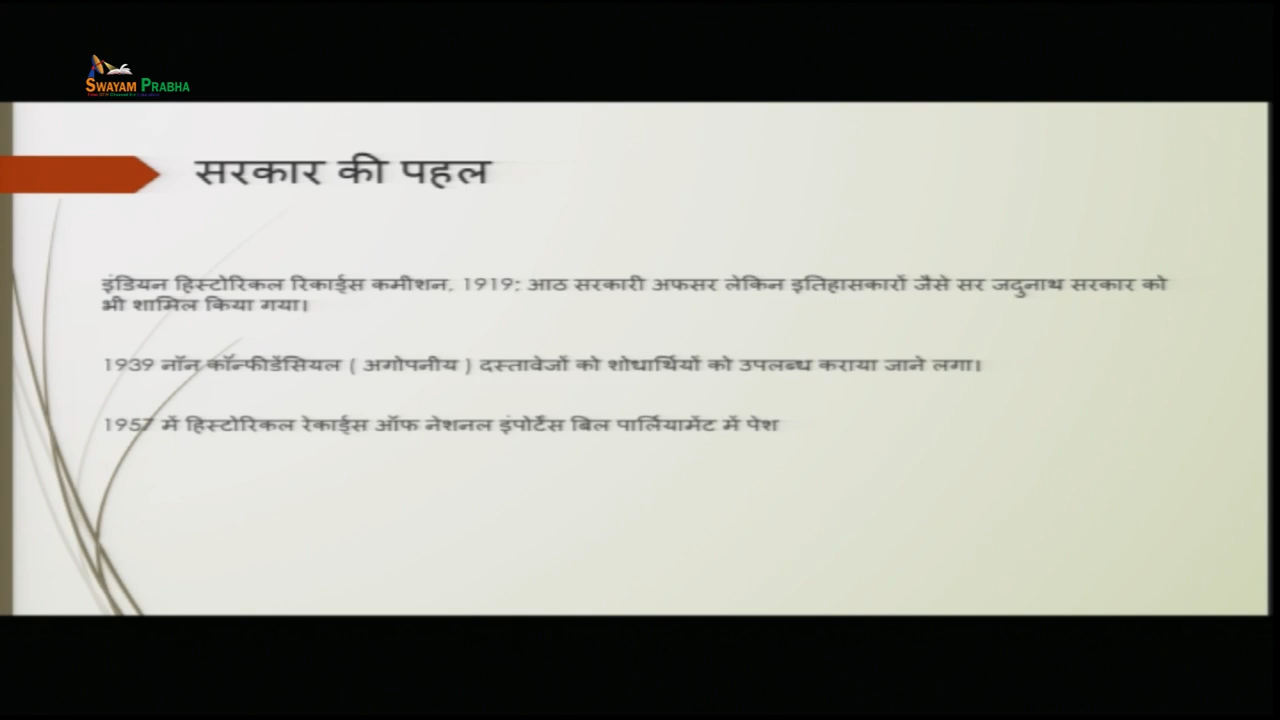 SWAYAM PRABHA
सरकार की पहल
इंडियन हिस्टोरिकल रिकार्ड्स कमीशन, 1919: आठ सरकारी अफसर लेकिन इतिहासकारों जैसे सर जदुनाथ सरकार को
भी शामिल किया गया।
1939 नॉन कॉन्फीडेंसियल ( अगोपनीय ) दस्तावेजों को शोधार्थियों को उपलब्ध कराया जाने लगा।
1957 में हिस्टोरिकल रेकार्ड्स ऑफ नेशनल इंपोर्टेंस बिल पार्लियामेंट में पेश